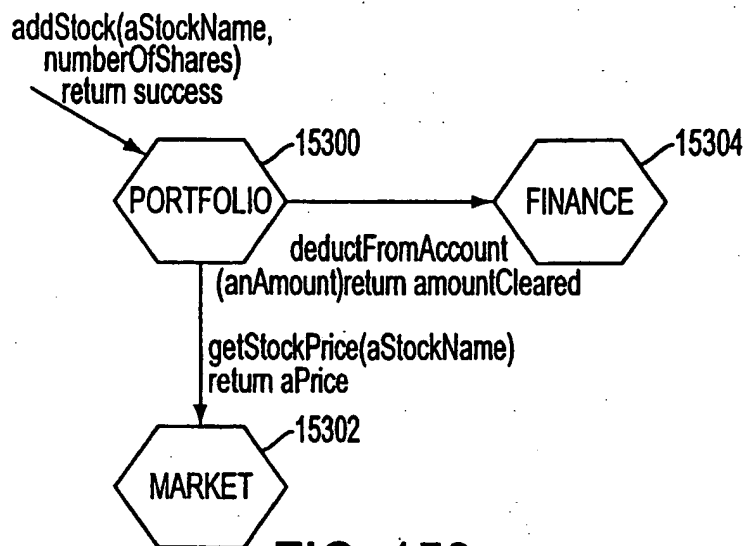 addStock(aStockName,
numberOfShares)
return success
15300
15304
PORTFOLIO
FINANCE
deductFromAccount
(anAmount)return amountCleared
getStockPrice(aStockName)
return aPrice
15302
MARKET